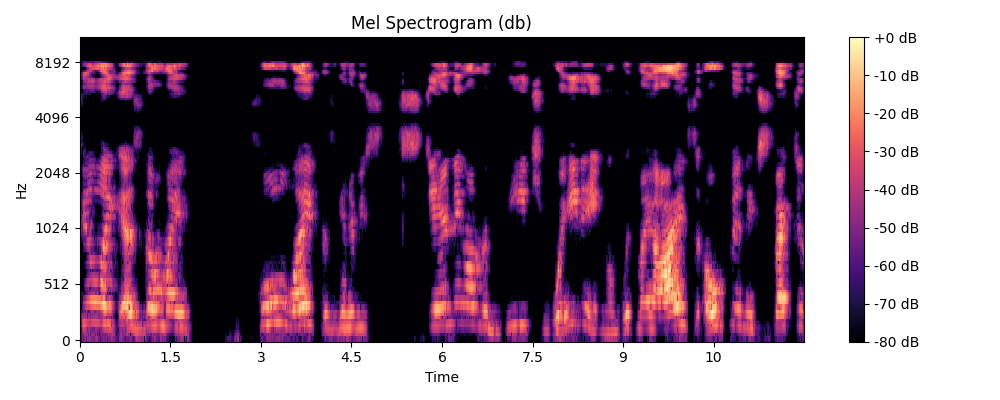 Mel Spectrogram (db)
8192
4096
2048
1024
512
0
Hz
0 1.5 3 4.5 6 7.5 9 10
Time
+0 dB
-10 dB
-20 dB
-30 dB
-40 dB
-50 dB
-60 dB
-70 dB
-80 dB